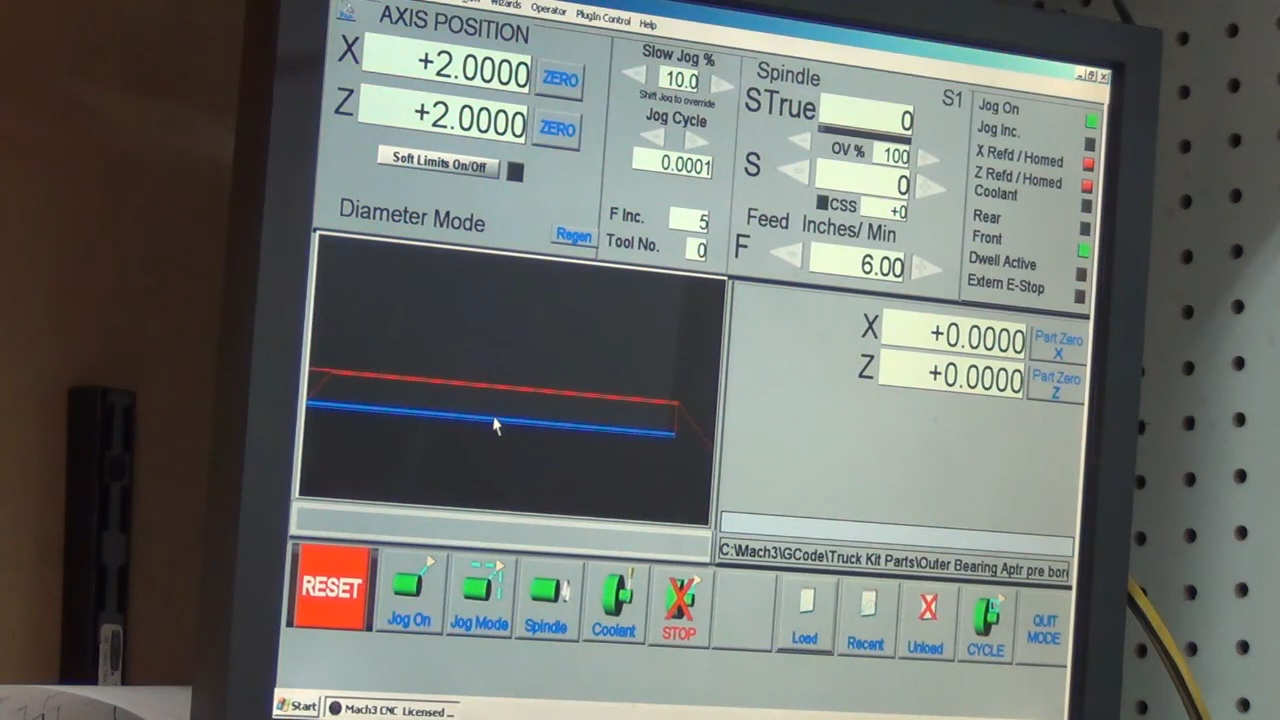 Wizards Operator PlugIn Control Help
AXIS POSITION
X +2.0000 ZERO
Z +2.0000 ZERO
Soft Limits On/Off
Diameter Mode
Regen
Slow Jog %
10.0
Shift Jog to override
Jog Cycle
0.0001
F Inc. 5
Tool No. 0
Spindle
S1
STrue 0
OV % 100
S 0
CSS +0
Feed Inches/ Min
F 6.00
Jog On
Jog Inc.
X Refd / Homed
Z Refd / Homed
Coolant
Rear
Front
Dwell Active
Extern E-Stop
X +0.0000 Part Zero X
Z +0.0000 Part Zero Z
C:\Mach3\GCode\Truck Kit Parts\Outer Bearing Aptr pre bor
RESET
Jog On
Jog Mode
Spindle
Coolant
STOP
Load
Recent
Unload
CYCLE
QUIT MODE
Start
Mach3 CNC Licensed ...